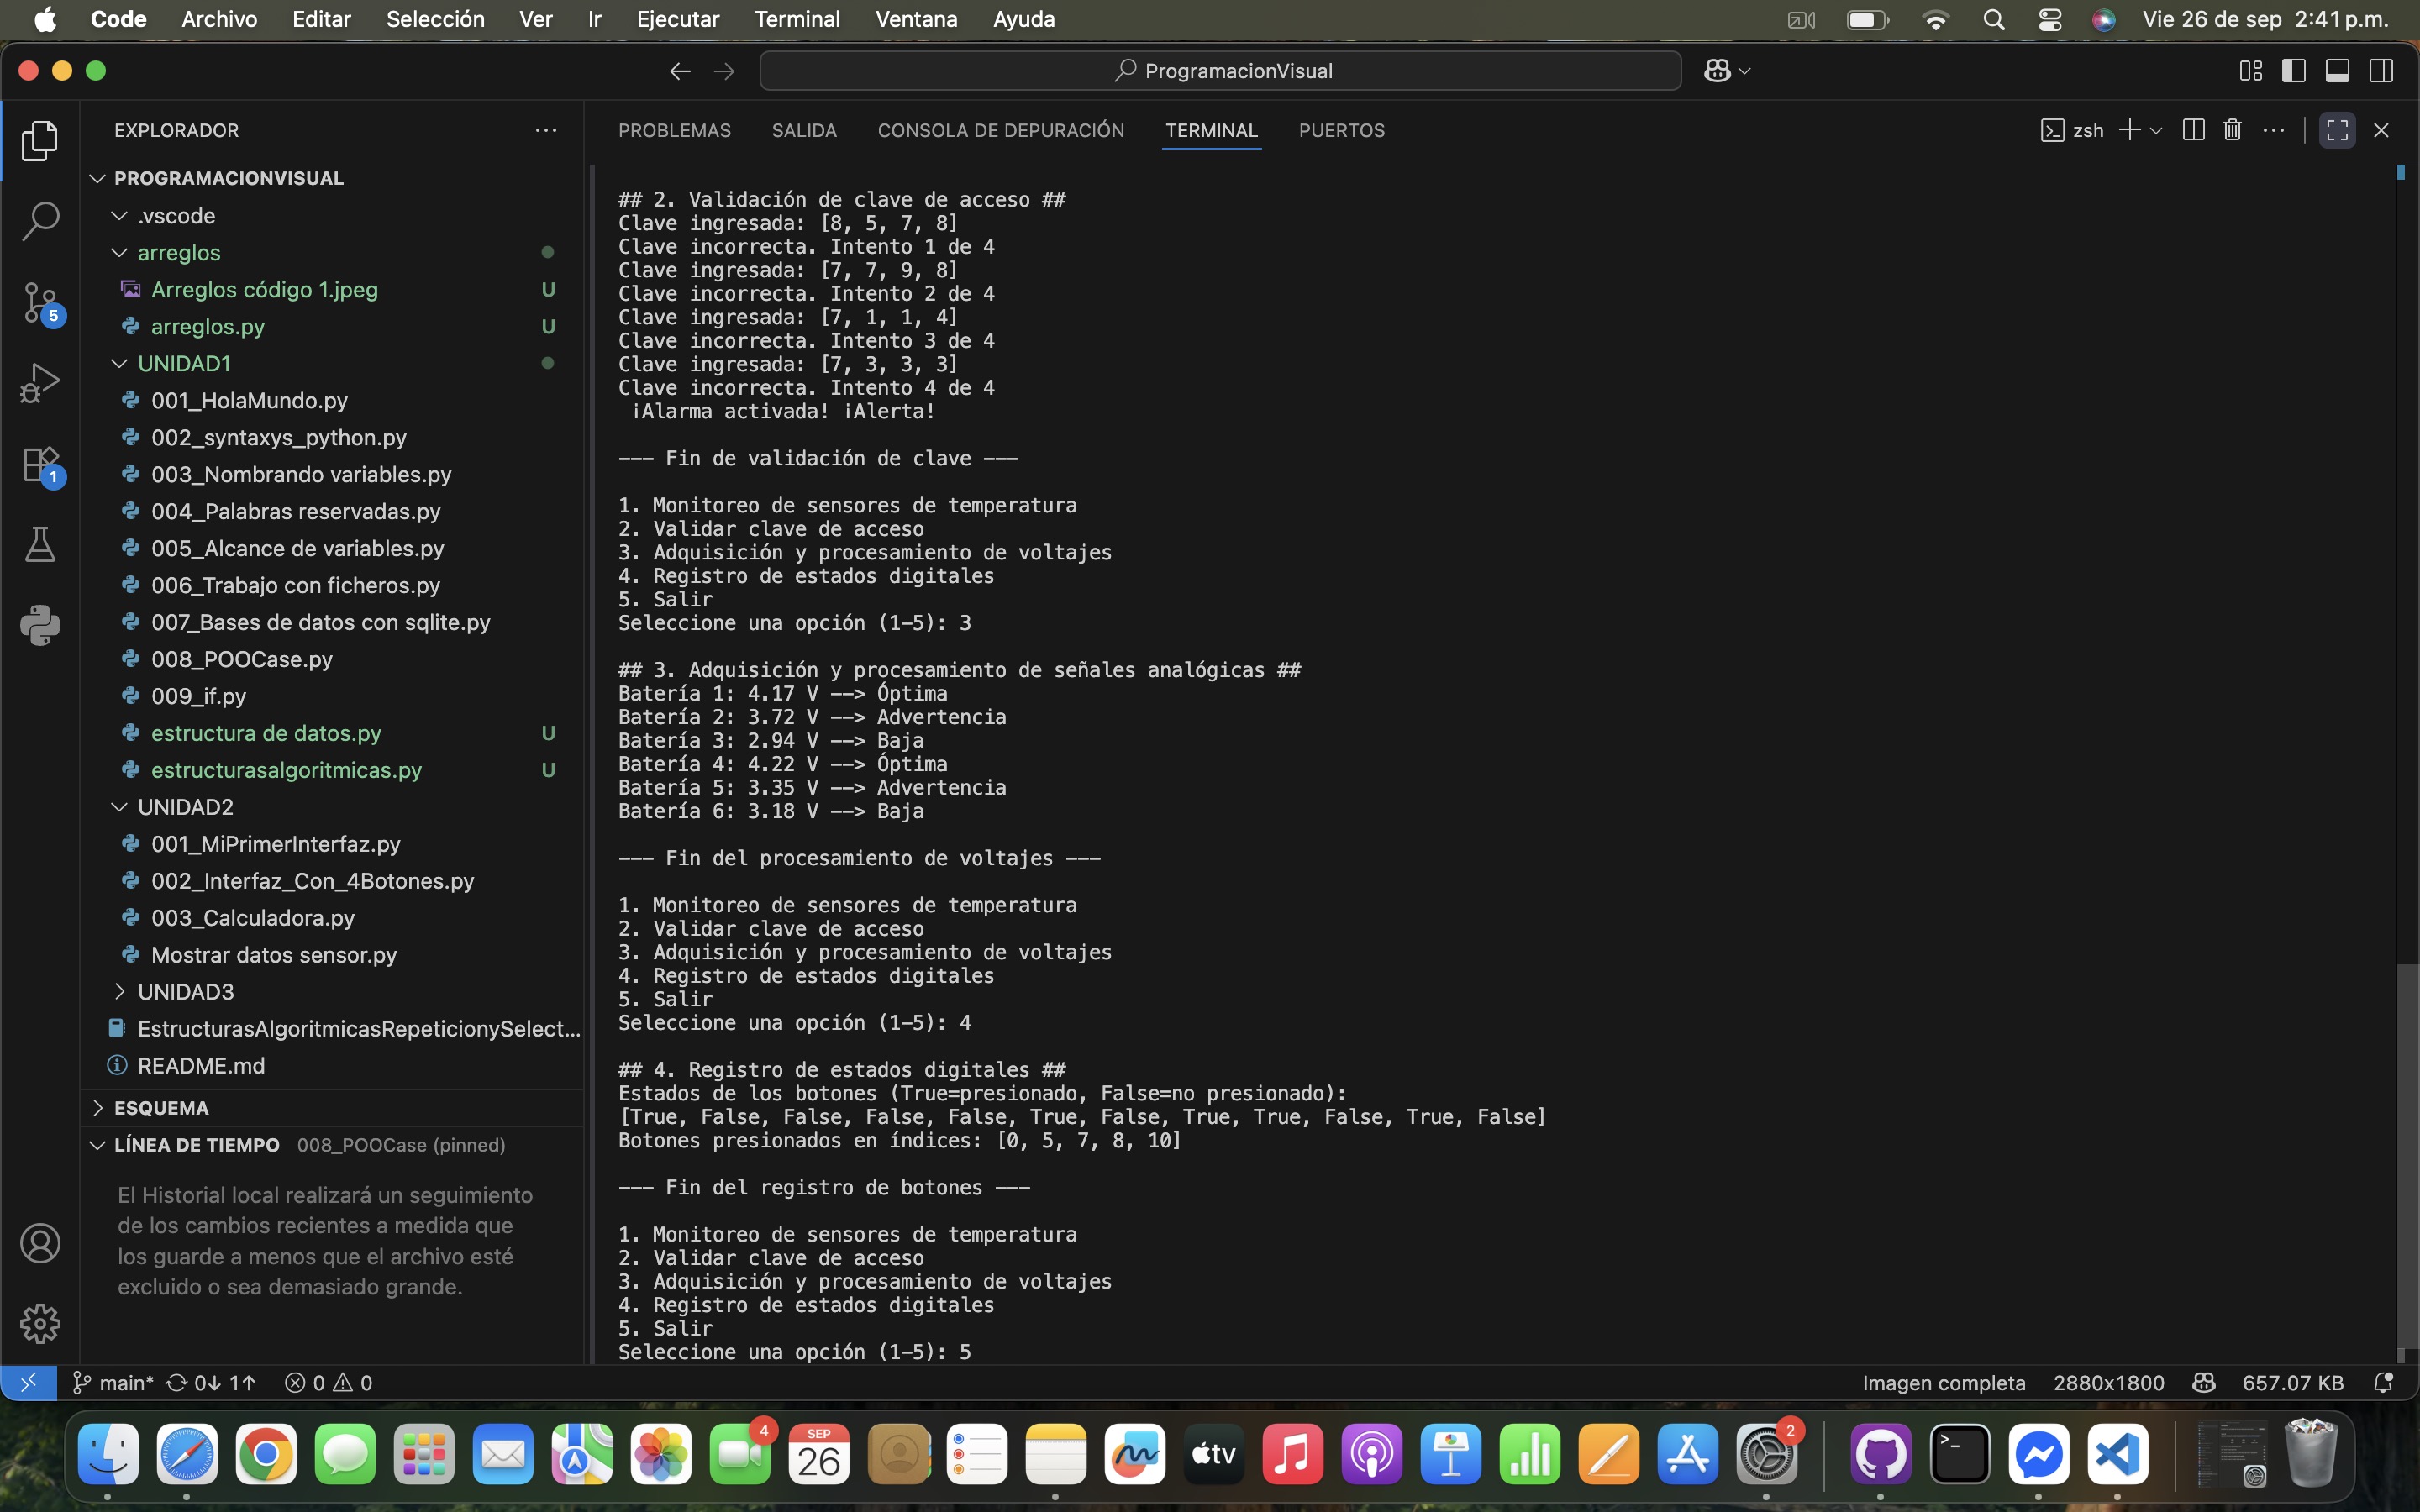 Code Archivo Editar Selección Ver Ir Ejecutar Terminal Ventana Ayuda Vie 26 de sep 2:41 p.m.
ProgramacionVisual
EXPLORADOR
PROGRAMACIONVISUAL
.vscode
arreglos
Arreglos código 1.jpeg U
arreglos.py U
UNIDAD1
001_HolaMundo.py
002_syntaxys_python.py
003_Nombrando variables.py
004_Palabras reservadas.py
005_Alcance de variables.py
006_Trabajo con ficheros.py
007_Bases de datos con sqlite.py
008_POOCase.py
009_if.py
estructura de datos.py U
estructurasalgoritmicas.py U
UNIDAD2
001_MiPrimerInterfaz.py
002_Interfaz_Con_4Botones.py
003_Calculadora.py
Mostrar datos sensor.py
UNIDAD3
EstructurasAlgoritmicasRepeticionySelect...
README.md
ESQUEMA
LÍNEA DE TIEMPO 008_POOCase (pinned)
El Historial local realizará un seguimiento
de los cambios recientes a medida que
los guarde a menos que el archivo esté
excluido o sea demasiado grande.
5
1
PROBLEMAS SALIDA CONSOLA DE DEPURACIÓN TERMINAL PUERTOS zsh
## 2. Validación de clave de acceso ##
Clave ingresada: [8, 5, 7, 8]
Clave incorrecta. Intento 1 de 4
Clave ingresada: [7, 7, 9, 8]
Clave incorrecta. Intento 2 de 4
Clave ingresada: [7, 1, 1, 4]
Clave incorrecta. Intento 3 de 4
Clave ingresada: [7, 3, 3, 3]
Clave incorrecta. Intento 4 de 4
¡Alarma activada! ¡Alerta!
--- Fin de validación de clave ---
1. Monitoreo de sensores de temperatura
2. Validar clave de acceso
3. Adquisición y procesamiento de voltajes
4. Registro de estados digitales
5. Salir
Seleccione una opción (1-5): 3
## 3. Adquisición y procesamiento de señales analógicas ##
Batería 1: 4.17 V --> Óptima
Batería 2: 3.72 V --> Advertencia
Batería 3: 2.94 V --> Baja
Batería 4: 4.22 V --> Óptima
Batería 5: 3.35 V --> Advertencia
Batería 6: 3.18 V --> Baja
--- Fin del procesamiento de voltajes ---
1. Monitoreo de sensores de temperatura
2. Validar clave de acceso
3. Adquisición y procesamiento de voltajes
4. Registro de estados digitales
5. Salir
Seleccione una opción (1-5): 4
## 4. Registro de estados digitales ##
Estados de los botones (True=presionado, False=no presionado):
[True, False, False, False, False, True, False, True, True, False, True, False]
Botones presionados en índices: [0, 5, 7, 8, 10]
--- Fin del registro de botones ---
1. Monitoreo de sensores de temperatura
2. Validar clave de acceso
3. Adquisición y procesamiento de voltajes
4. Registro de estados digitales
5. Salir
Seleccione una opción (1-5): 5
main* 0↓ 1↑ 0 0 Imagen completa 2880x1800 657.07 KB
4
SEP
26
tv
2